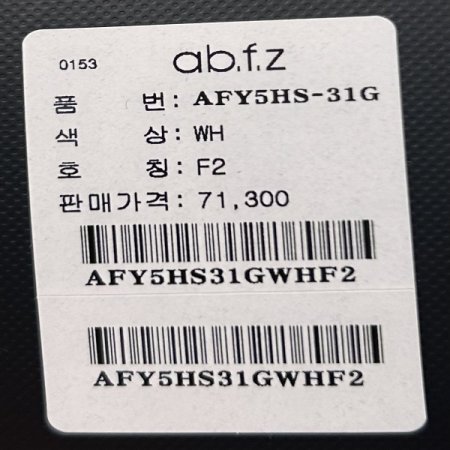 0153 ab.f.z
품 번: AFY5HS-31G
색 상: WH
호 칭: F2
판매가격: 71,300
AFY5HS31GWHF2
AFY5HS31GWHF2